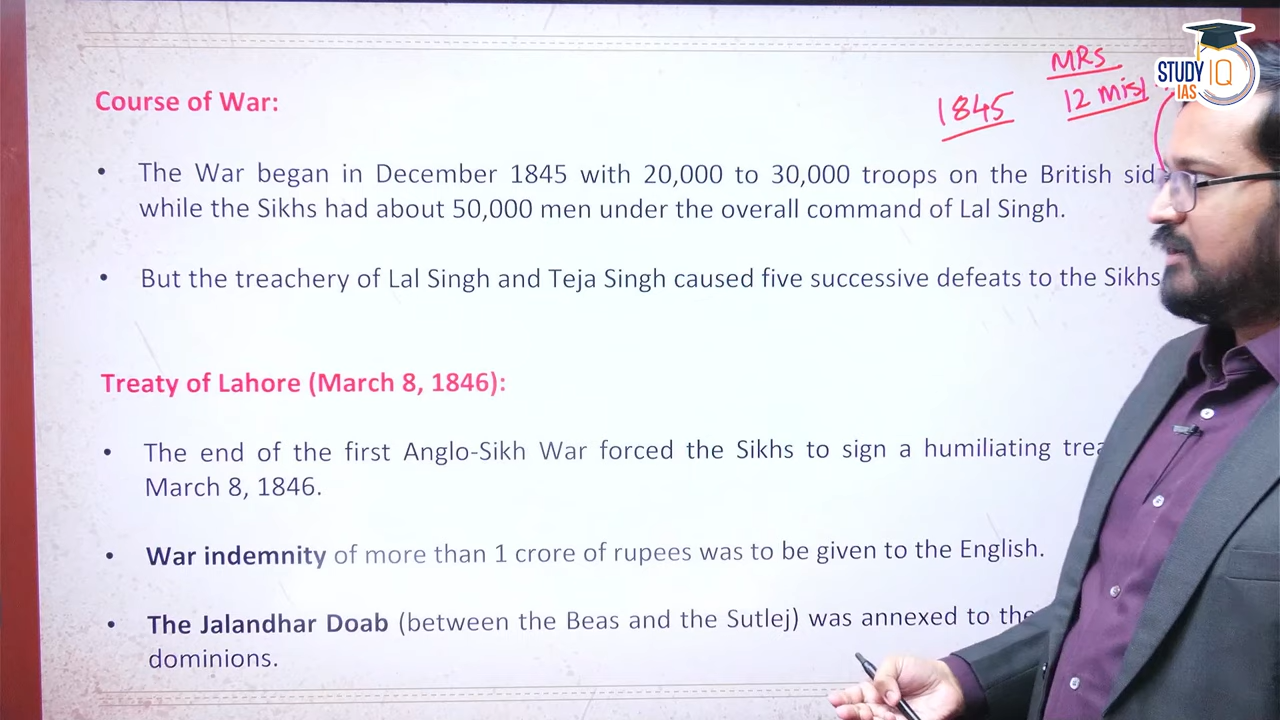 MRS
12 misl
1845
STUDY IQ
IAS
Course of War:
• The War began in December 1845 with 20,000 to 30,000 troops on the British
while the Sikhs had about 50,000 men under the overall command of Lal Singh.
• But the treachery of Lal Singh and Teja Singh caused five successive defeats to the Sikhs
Treaty of Lahore (March 8, 1846):
• The end of the first Anglo-Sikh War forced the Sikhs to sign a humiliating
March 8, 1846.
• War indemnity of more than 1 crore of rupees was to be given to the English.
• The Jalandhar Doab (between the Beas and the Sutlej) was annexed to
dominions.